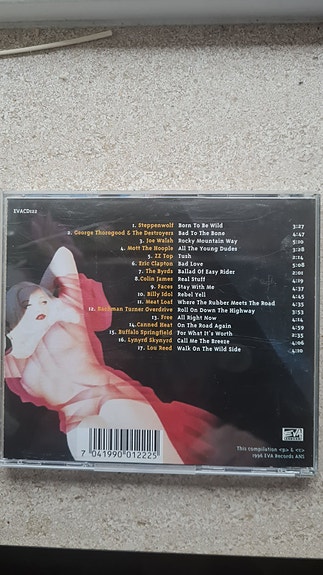 EVACD122
1. Steppenwolf Born To Be Wild 3:27
2. George Thorogood & The Destroyers Bad To The Bone 4:47
3. Joe Walsh Rocky Mountain Way 5:10
4. Mott The Hoople All The Young Dudes 3:28
5. ZZ Top Tush 2:14
6. Eric Clapton Bad Love 5:08
7. The Byrds Ballad Of Easy Rider 2:01
8. Colin James Real Stuff 4:19
9. Faces Stay With Me 4:37
10. Billy Idol Rebel Yell 4:45
11. Meat Loaf Where The Rubber Meets The Road 4:35
12. Bachman Turner Overdrive Roll On Down The Highway 3:53
13. Free All Right Now 4:14
14. Canned Heat On The Road Again 4:59
15. Buffalo Springfield For What It's Worth 2:35
16. Lynyrd Skynyrd Call Me The Breeze 4:06
17. Lou Reed Walk On The Wild Side 4:10
EVA
RECORDS
7 041990 012225
This compilation <p> & <c>
1996 EVA Records ANS